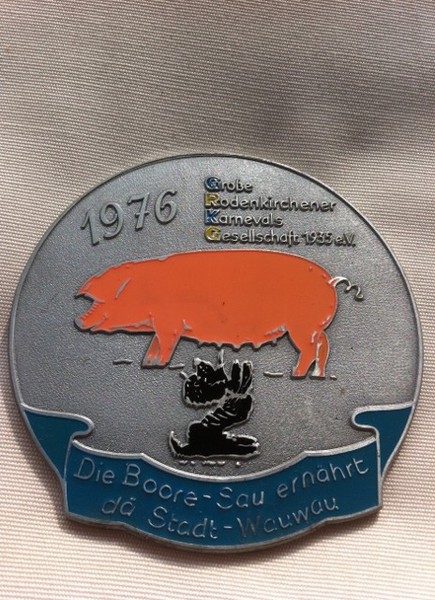 1976
Große
Rodenkirchener
Karnevals
Gesellschaft 1935 e.V.
Die Boore-Sau ernährt
dä Stadt-Wauwau